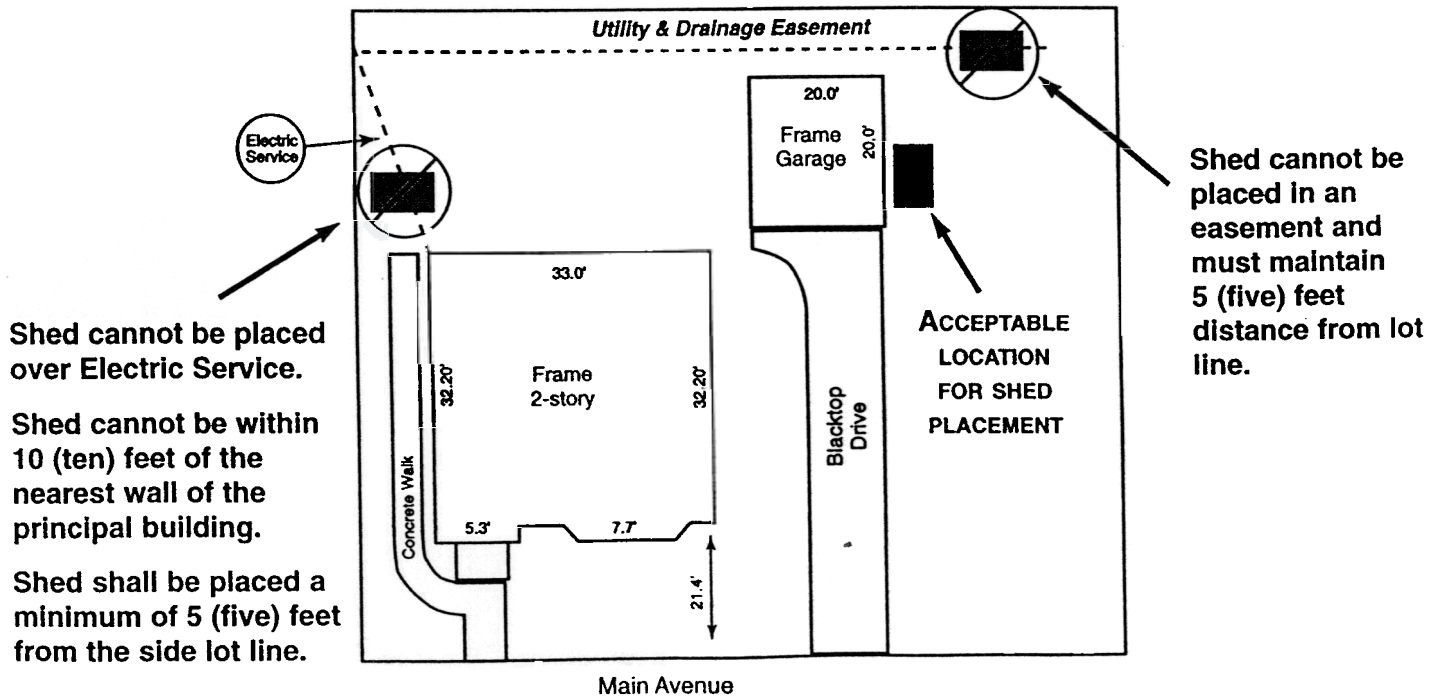 Utility & Drainage Easement
Electric
Service
20.0'
Frame
Garage
20.0'
Shed cannot be
placed in an
easement and
must maintain
5 (five) feet
distance from lot
line.
Shed cannot be placed
over Electric Service.
Shed cannot be within
10 (ten) feet of the
nearest wall of the
principal building.
Shed shall be placed a
minimum of 5 (five) feet
from the side lot line.
33.0'
32.20'
Frame
2-story
32.20'
ACCEPTABLE
LOCATION
FOR SHED
PLACEMENT
Blacktop
Drive
Concrete Walk
5.3'
7.7'
21.4'
Main Avenue